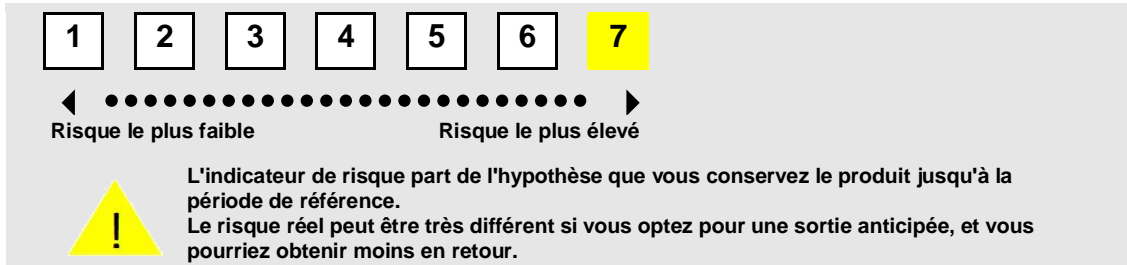 1 2 3 4 5 6 7
Risque le plus faible Risque le plus élevé
L'indicateur de risque part de l'hypothèse que vous conservez le produit jusqu'à la
période de référence.
Le risque réel peut être très différent si vous optez pour une sortie anticipée, et vous
pourriez obtenir moins en retour.
!